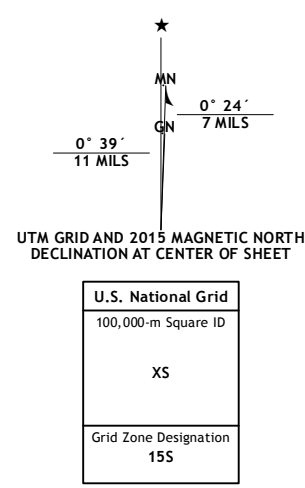 ★
MN
GN
0° 24´
7 MILS
0° 39´
11 MILS
UTM GRID AND 2015 MAGNETIC NORTH
DECLINATION AT CENTER OF SHEET
U.S. National Grid
100,000-m Square ID
XS
Grid Zone Designation
15S